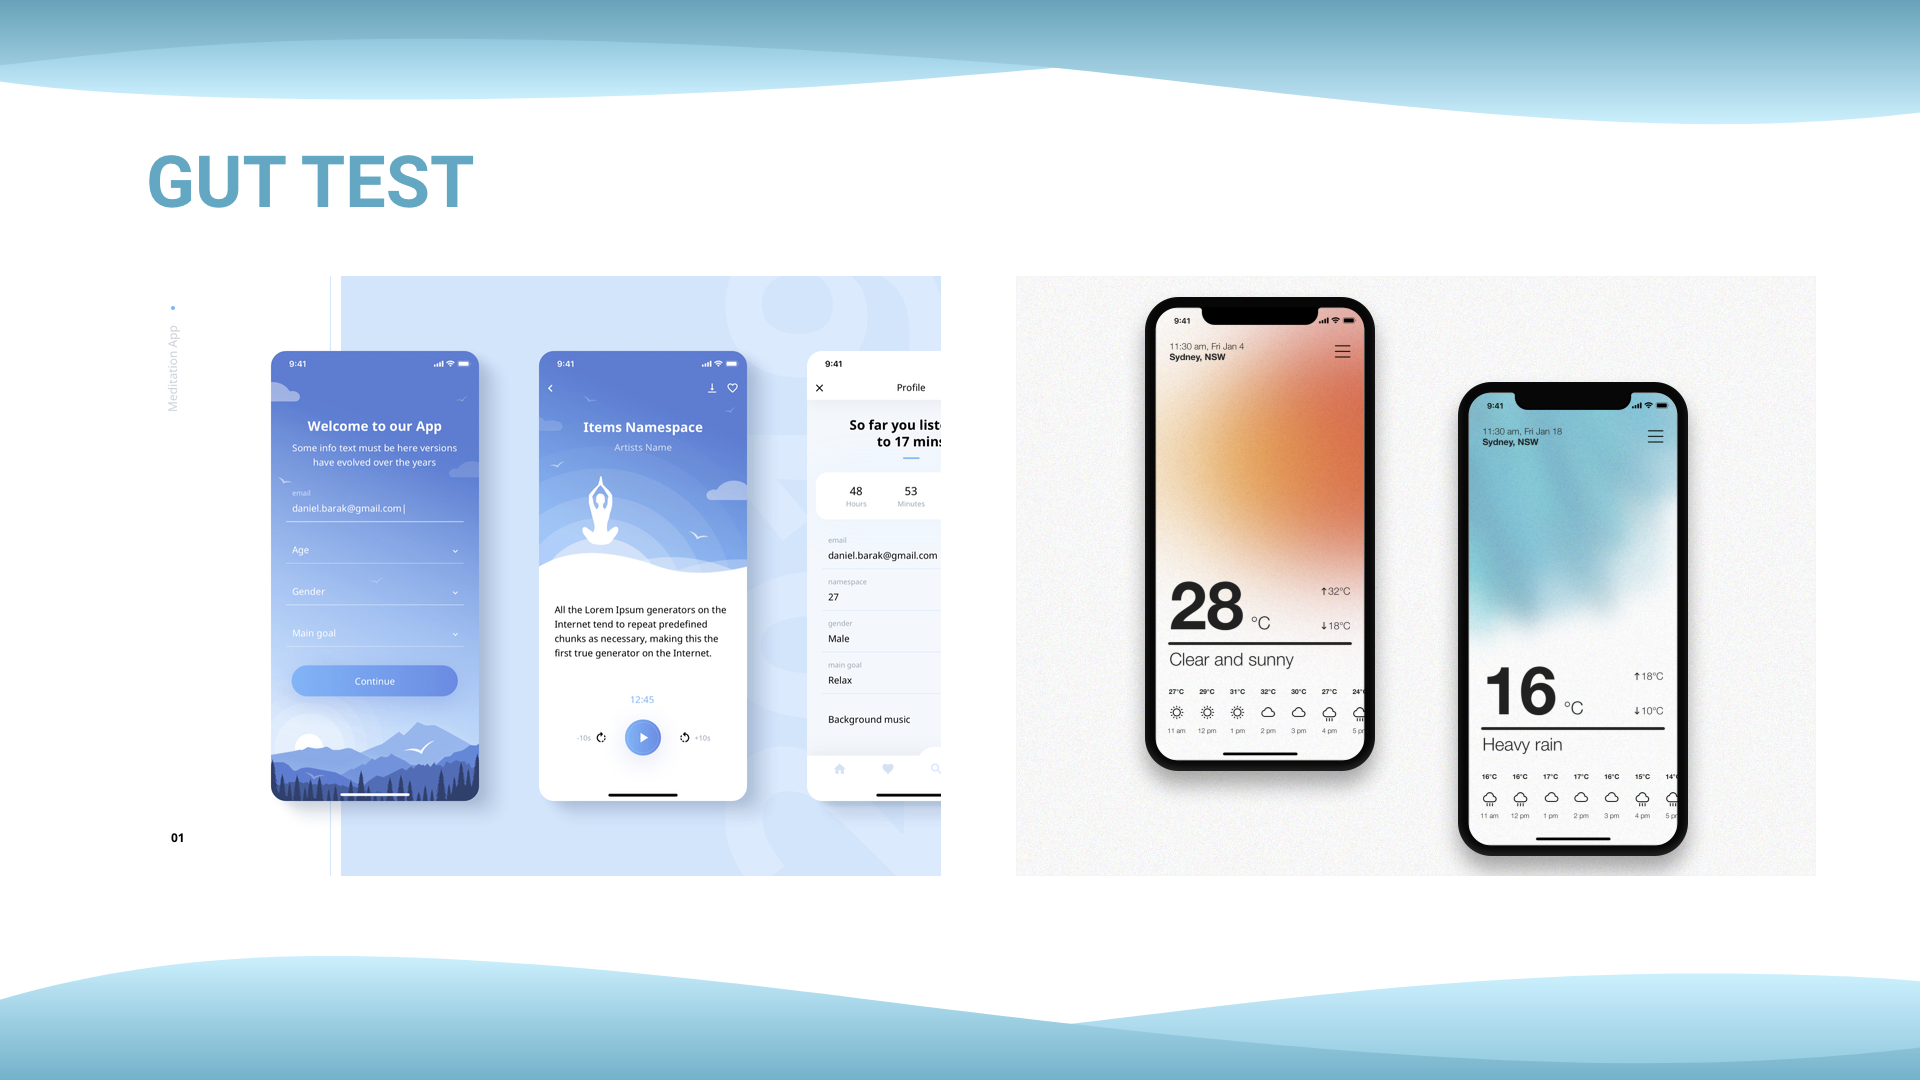 GUT TEST
Meditation App
01
9:41
Welcome to our App
Some info text must be here versions
have evolved over the years
email
daniel.barak@gmail.com|
Age
Gender
Main goal
Continue
9:41
Items Namespace
Artists Name
All the Lorem Ipsum generators on the
Internet tend to repeat predefined
chunks as necessary, making this the
first true generator on the Internet.
12:45
-10s
+10s
9:41
Profile
So far you liste
to 17 mins
48
Hours
53
Minutes
email
daniel.barak@gmail.com
namespace
27
gender
Male
main goal
Relax
Background music
9:41
11:30 am, Fri Jan 4
Sydney, NSW
28 °C
↑32°C
↓18°C
Clear and sunny
27°C 29°C 31°C 32°C 30°C 27°C 24°
11 am 12 pm 1 pm 2 pm 3 pm 4 pm 5 p
9:41
11:30 am, Fri Jan 18
Sydney, NSW
16 °C
↑18°C
↓10°C
Heavy rain
16°C 16°C 17°C 17°C 16°C 15°C 14°
11 am 12 pm 1 pm 2 pm 3 pm 4 pm 5 p